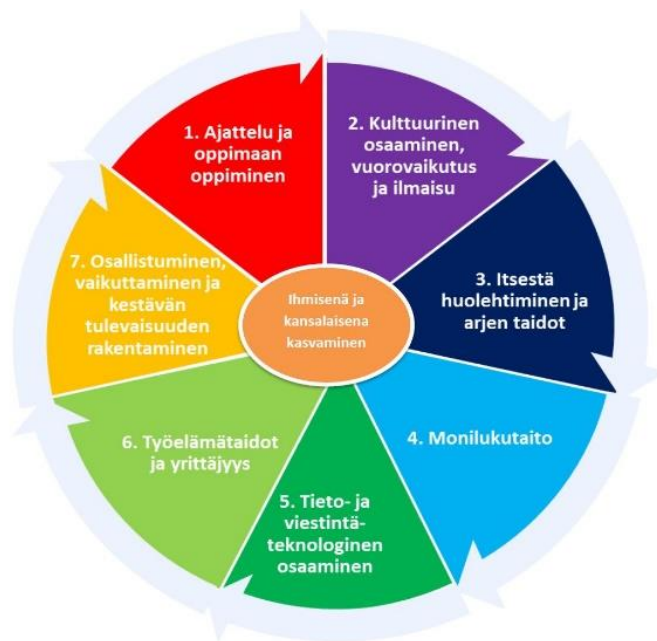 1. Ajattelu ja
oppimaan
oppiminen
2. Kulttuurinen
osaaminen,
vuorovaikutus
ja ilmaisu
3. Itsestä
huolehtiminen ja
arjen taidot
4. Monilukutaito
5. Tieto- ja
viestintä-
teknologinen
osaaminen
6. Työelämätaidot
ja yrittäjyys
7. Osallistuminen,
vaikuttaminen ja
kestävän
tulevaisuuden
rakentaminen
Ihmisenä ja
kansalaisena
kasvaminen